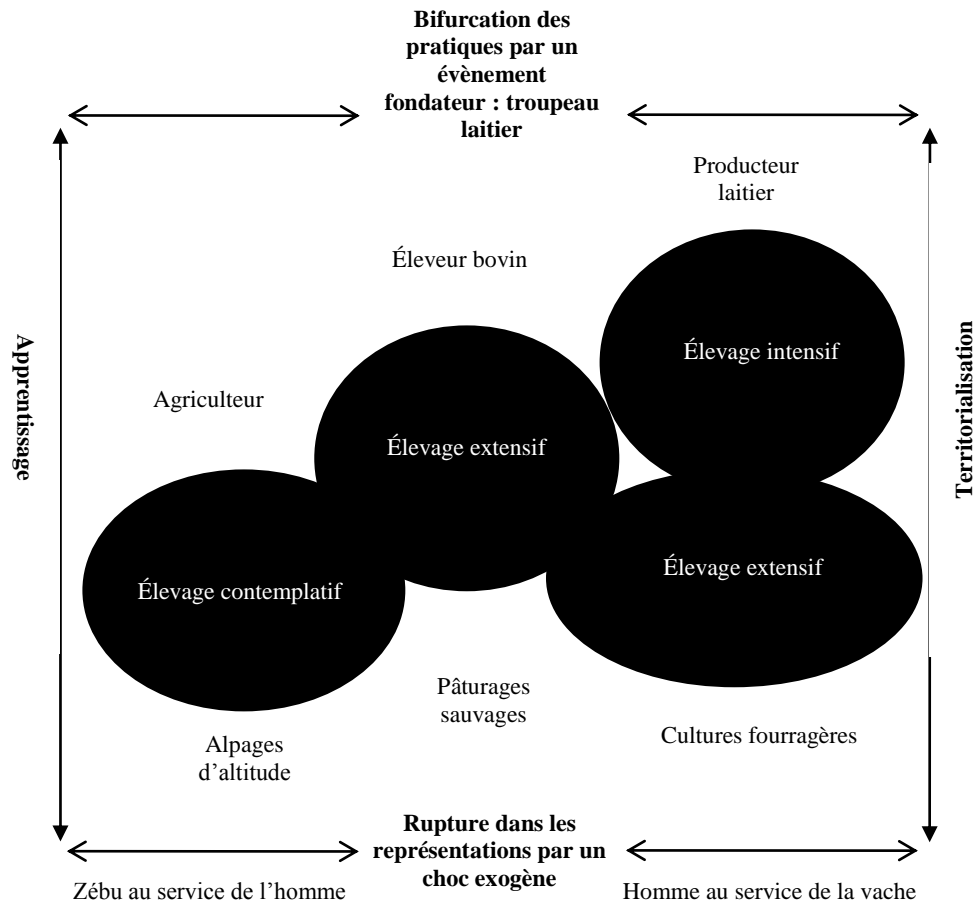 Bifurcation des
pratiques par un
évènement
fondateur : troupeau
laitier
Producteur
laitier
Éleveur bovin
Apprentissage
Élevage intensif
Territorialisation
Agriculteur
Élevage extensif
Élevage extensif
Élevage contemplatif
Pâturages
sauvages
Alpages
d’altitude
Cultures fourragères
Rupture dans les
représentations par un
choc exogène
Zébu au service de l’homme
Homme au service de la vache